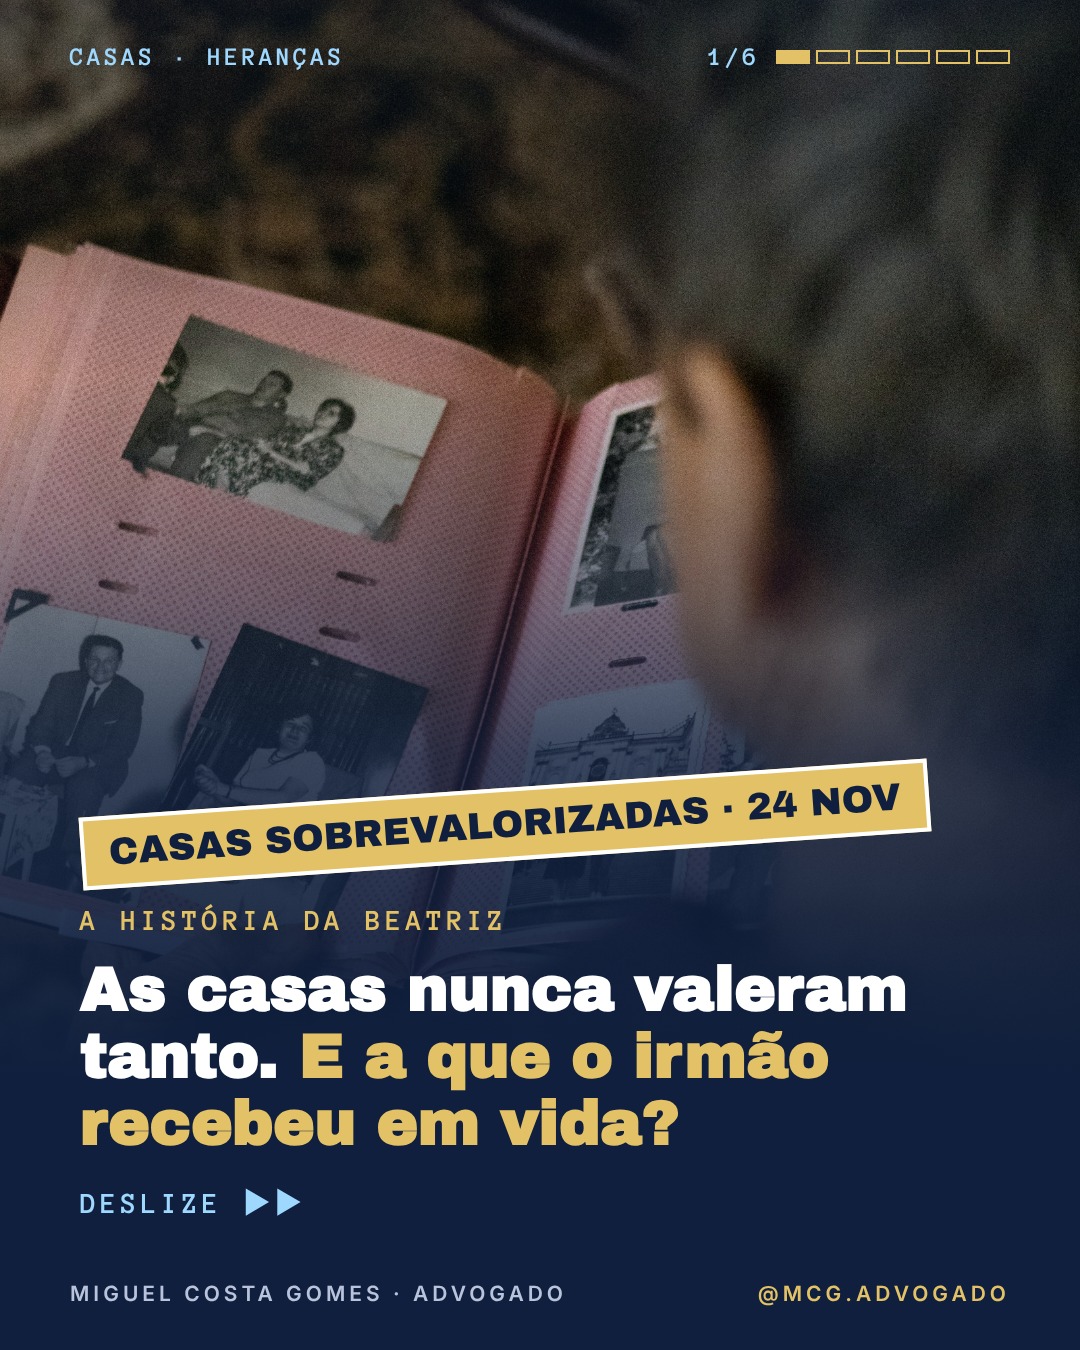 CASAS · HERANÇAS
1/6
CASAS SOBREVALORIZADAS · 24 NOV
A HISTÓRIA DA BEATRIZ
As casas nunca valeram
tanto. E a que o irmão
recebeu em vida?
DESLIZE
MIGUEL COSTA GOMES · ADVOGADO
@MCG.ADVOGADO